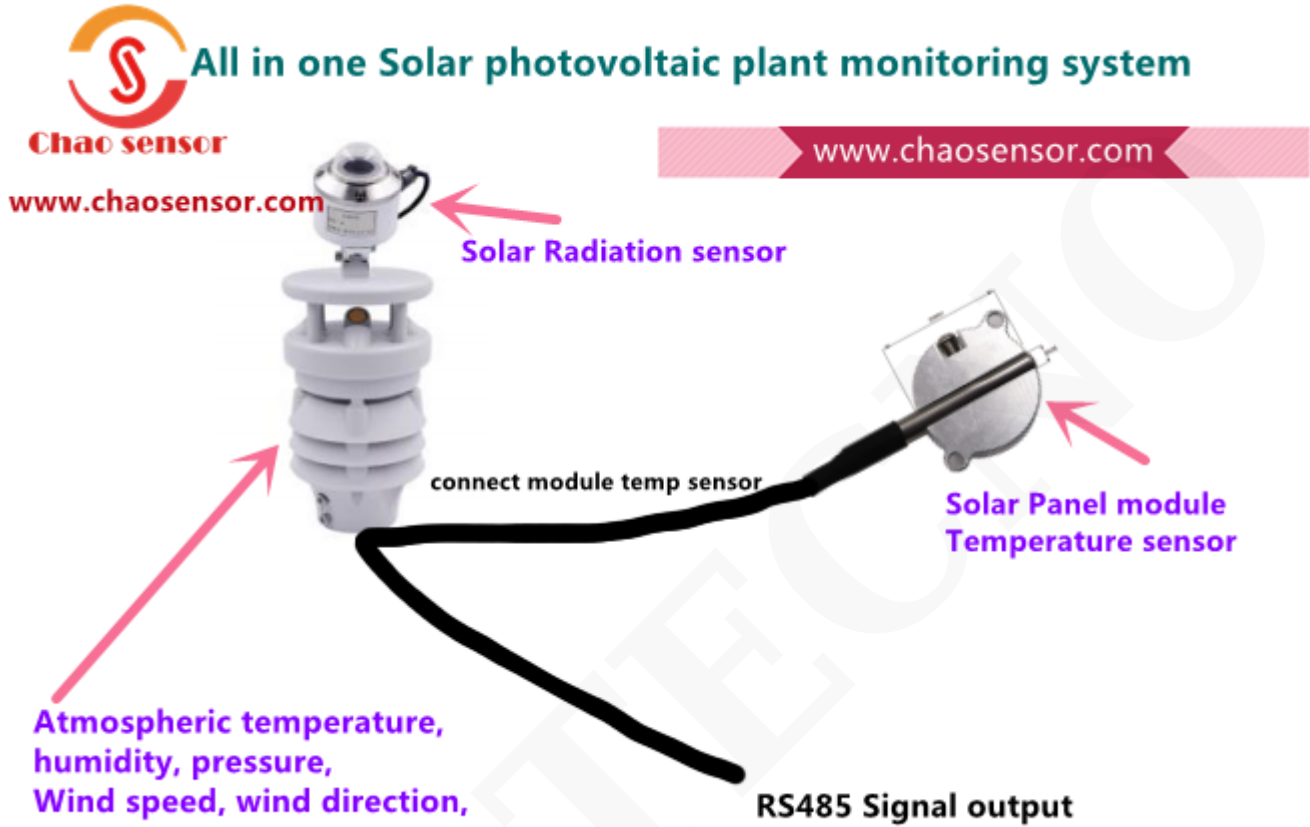 All in one Solar photovoltaic plant monitoring system
Chao sensor
www.chaosensor.com
www.chaosensor.com
Solar Radiation sensor
connect module temp sensor
Solar Panel module
Temperature sensor
Atmospheric temperature,
humidity, pressure,
Wind speed, wind direction,
RS485 Signal output
TECNO